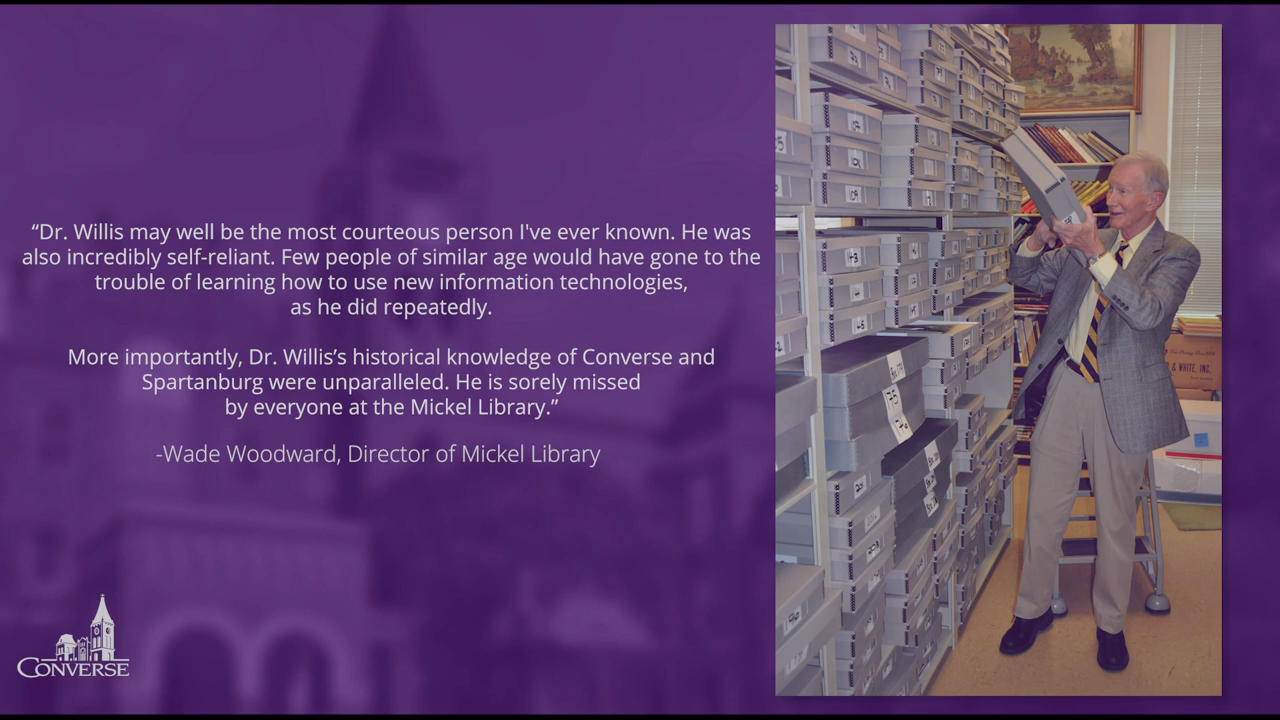 “Dr. Willis may well be the most courteous person I've ever known. He was
also incredibly self-reliant. Few people of similar age would have gone to the
trouble of learning how to use new information technologies,
as he did repeatedly.
More importantly, Dr. Willis’s historical knowledge of Converse and
Spartanburg were unparalleled. He is sorely missed
by everyone at the Mickel Library.”
-Wade Woodward, Director of Mickel Library
CONVERSE
& WHITE, INC.